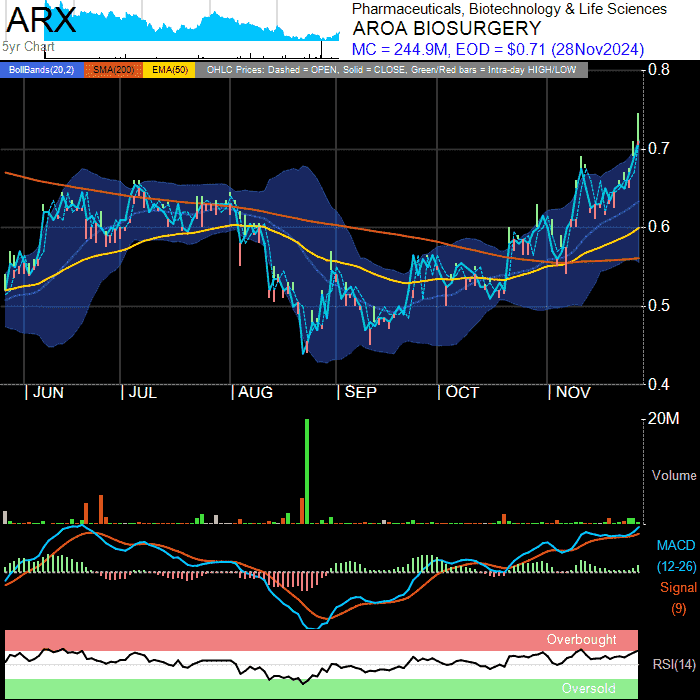 ARX
Pharmaceuticals, Biotechnology & Life Sciences
AROA BIOSURGERY
MC = 244.9M, EOD = $0.71 (28Nov2024)
5yr Chart
BollBands(20,2) SMA(200) EMA(50) OHLC Prices: Dashed = OPEN, Solid = CLOSE, Green/Red bars = Intra-day HIGH/LOW
0.8
0.7
0.6
0.5
0.4
JUN JUL AUG SEP OCT NOV
20M
Volume
MACD
(12-26)
Signal
(9)
Overbought
RSI(14)
Oversold